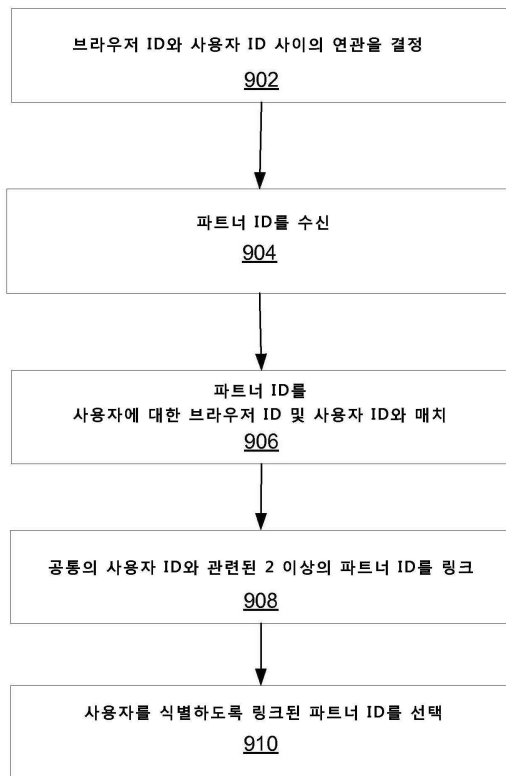 브라우저 ID와 사용자 ID 사이의 연관을 결정
902
파트너 ID를 수신
904
파트너 ID를
사용자에 대한 브라우저 ID 및 사용자 ID와 매치
906
공통의 사용자 ID와 관련된 2 이상의 파트너 ID를 링크
908
사용자를 식별하도록 링크된 파트너 ID를 선택
910